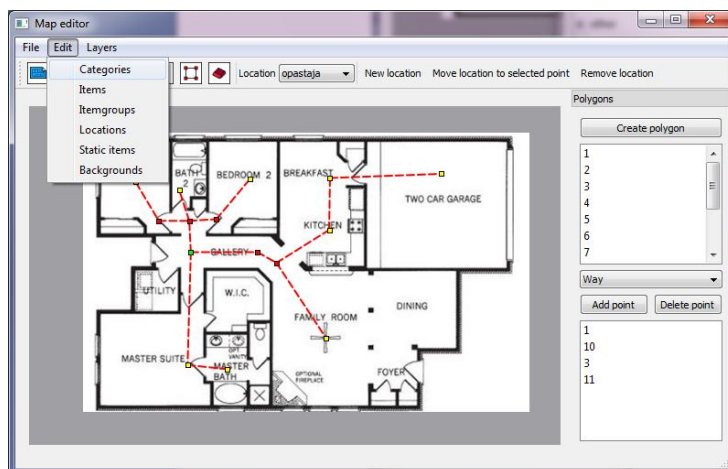 Map editor
File Edit Layers
Categories
Items
Itemgroups
Locations
Static items
Backgrounds
Location opastaja New location Move location to selected point Remove location
Polygons
Create polygon
1
2
3
4
5
6
7
Way
Add point Delete point
1
10
3
11
BATH
2
BEDROOM 2
BREAKFAST
TWO CAR GARAGE
KITCHEN
GALLERY
UTILITY
W.I.C.
FAMILY ROOM
DINING
MASTER SUITE
OPT
VANITY
MASTER
BATH
OPTIONAL
FIREPLACE
FOYER